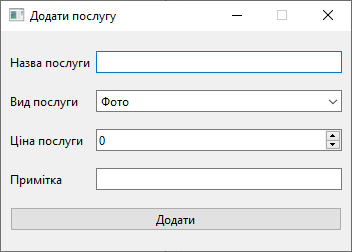 Додати послугу
Назва послуги
Вид послуги Фото
Ціна послуги 0
Примітка
Додати